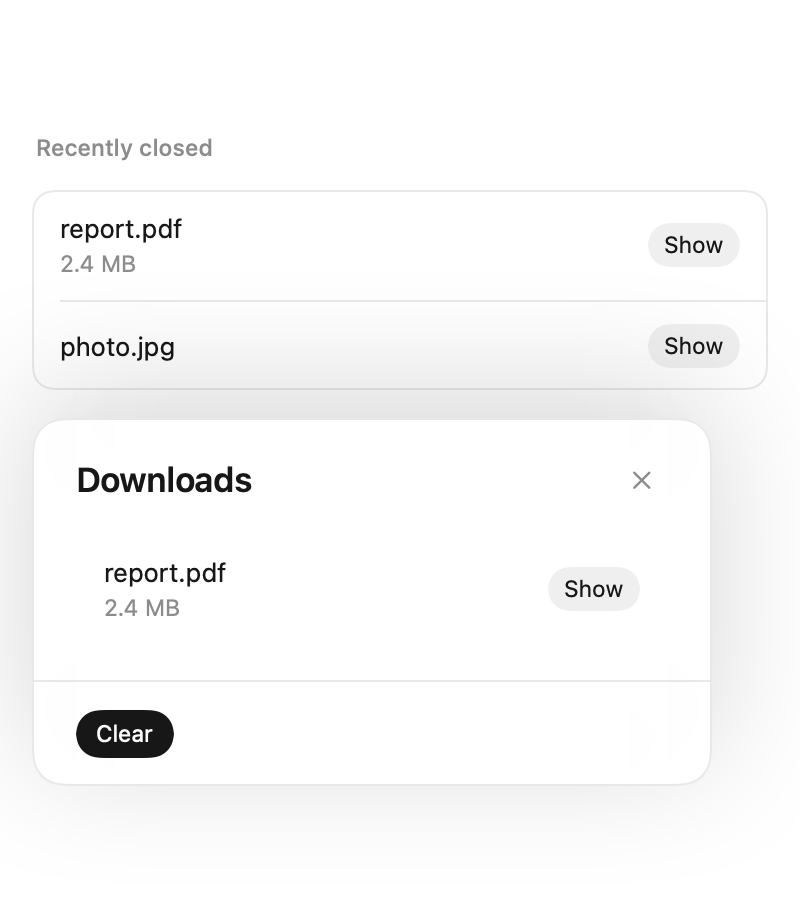 Recently closed
report.pdf
Show
2.4 MB
photo.jpg
Show
Downloads
report.pdf
Show
2.4 MB
Clear